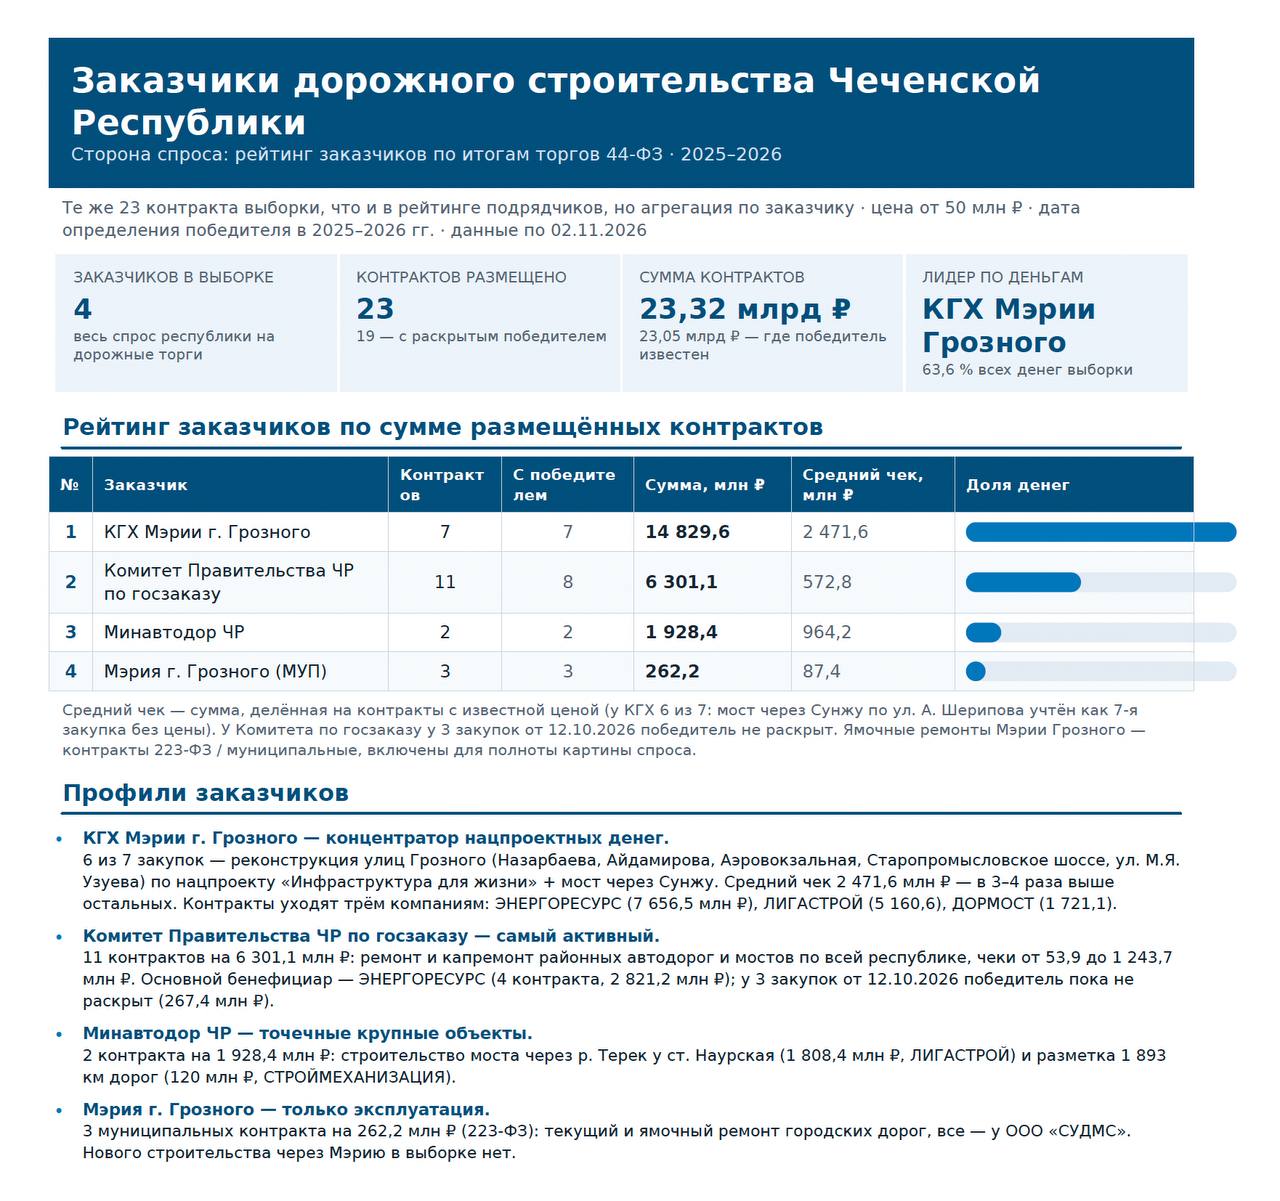 Заказчики дорожного строительства Чеченской
Республики
Сторона спроса: рейтинг заказчиков по итогам торгов 44-ФЗ · 2025–2026
Те же 23 контракта выборки, что и в рейтинге подрядчиков, но агрегация по заказчику · цена от 50 млн ₽ · дата
определения победителя в 2025–2026 гг. · данные по 02.11.2026
ЗАКАЗЧИКОВ В ВЫБОРКЕ
4
весь спрос республики на
дорожные торги
КОНТРАКТОВ РАЗМЕЩЕНО
23
19 — с раскрытым победителем
СУММА КОНТРАКТОВ
23,32 млрд ₽
23,05 млрд ₽ — где победитель
известен
ЛИДЕР ПО ДЕНЬГАМ
КГХ Мэрии
Грозного
63,6 % всех денег выборки
Рейтинг заказчиков по сумме размещённых контрактов
№ Заказчик Контракт С победите Сумма, млн ₽ Средний чек, Доля денег
ов лем млн ₽
1 КГХ Мэрии г. Грозного 7 7 14 829,6 2 471,6
2 Комитет Правительства ЧР 11 8 6 301,1 572,8
по госзаказу
3 Минавтодор ЧР 2 2 1 928,4 964,2
4 Мэрия г. Грозного (МУП) 3 3 262,2 87,4
Средний чек — сумма, делённая на контракты с известной ценой (у КГХ 6 из 7: мост через Сунжу по ул. А. Шерипова учтён как 7-я
закупка без цены). У Комитета по госзаказу у 3 закупок от 12.10.2026 победитель не раскрыт. Ямочные ремонты Мэрии Грозного —
контракты 223-ФЗ / муниципальные, включены для полноты картины спроса.
Профили заказчиков
• КГХ Мэрии г. Грозного — концентратор нацпроектных денег.
6 из 7 закупок — реконструкция улиц Грозного (Назарбаева, Айдамирова, Аэровокзальная, Старопромысловское шоссе, ул. М.Я.
Узуева) по нацпроекту «Инфраструктура для жизни» + мост через Сунжу. Средний чек 2 471,6 млн ₽ — в 3–4 раза выше
остальных. Контракты уходят трём компаниям: ЭНЕРГОРЕСУРС (7 656,5 млн ₽), ЛИГАСТРОЙ (5 160,6), ДОРМОСТ (1 721,1).
• Комитет Правительства ЧР по госзаказу — самый активный.
11 контрактов на 6 301,1 млн ₽: ремонт и капремонт районных автодорог и мостов по всей республике, чеки от 53,9 до 1 243,7
млн ₽. Основной бенефициар — ЭНЕРГОРЕСУРС (4 контракта, 2 821,2 млн ₽); у 3 закупок от 12.10.2026 победитель пока не
раскрыт (267,4 млн ₽).
• Минавтодор ЧР — точечные крупные объекты.
2 контракта на 1 928,4 млн ₽: строительство моста через р. Терек у ст. Наурская (1 808,4 млн ₽, ЛИГАСТРОЙ) и разметка 1 893
км дорог (120 млн ₽, СТРОЙМЕХАНИЗАЦИЯ).
• Мэрия г. Грозного — только эксплуатация.
3 муниципальных контракта на 262,2 млн ₽ (223-ФЗ): текущий и ямочный ремонт городских дорог, все — у ООО «СУДМС».
Нового строительства через Мэрию в выборке нет.